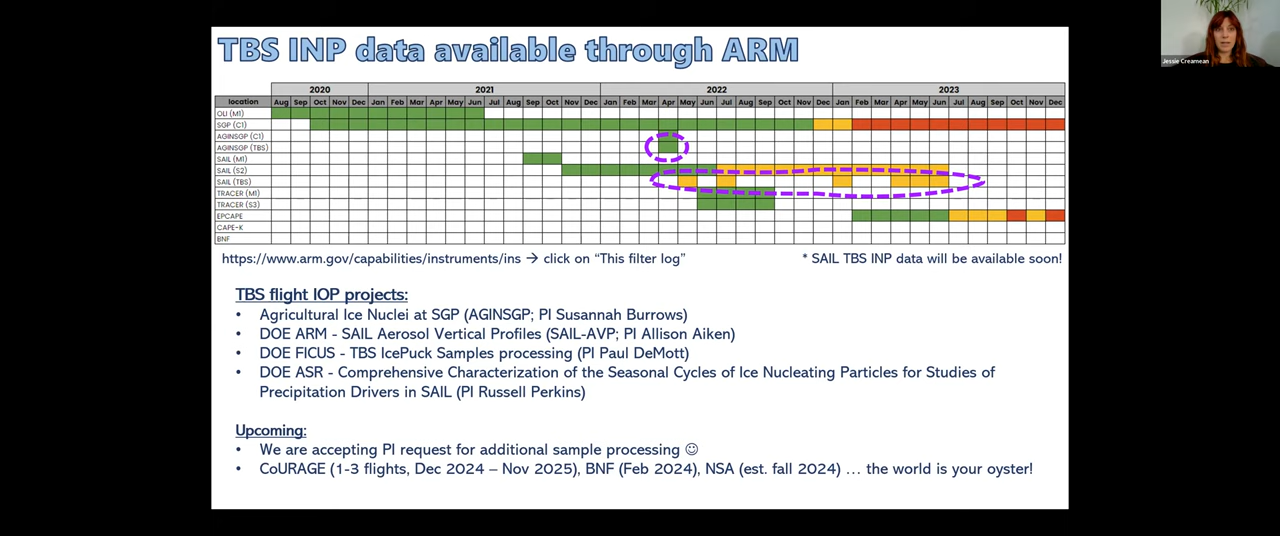 TBS INP data available through ARM
2020 2021 2022 2023
location Aug Sep Oct Nov Dec Jan Feb Mar Apr May Jun Jul Aug Sep Oct Nov Dec Jan Feb Mar Apr May Jun Jul Aug Sep Oct Nov Dec Jan Feb Mar Apr May Jun Jul Aug Sep Oct Nov Dec
OLI (M1)
SGP (C1)
AGINSGP (C1)
AGINSGP (TBS)
SAIL (M1)
SAIL (S2)
SAIL (TBS)
TRACER (M1)
TRACER (S3)
EPCAPE
CAPE-K
BNF
https://www.arm.gov/capabilities/instruments/ins → click on “This filter log”
* SAIL TBS INP data will be available soon!
TBS flight IOP projects:
• Agricultural Ice Nuclei at SGP (AGINSGP; PI Susannah Burrows)
• DOE ARM - SAIL Aerosol Vertical Profiles (SAIL-AVP; PI Allison Aiken)
• DOE FICUS - TBS IcePuck Samples processing (PI Paul DeMott)
• DOE ASR - Comprehensive Characterization of the Seasonal Cycles of Ice Nucleating Particles for Studies of
Precipitation Drivers in SAIL (PI Russell Perkins)
Upcoming:
• We are accepting PI request for additional sample processing ☺
• CoURAGE (1-3 flights, Dec 2024 – Nov 2025), BNF (Feb 2024), NSA (est. fall 2024) … the world is your oyster!
Jessie Creamean